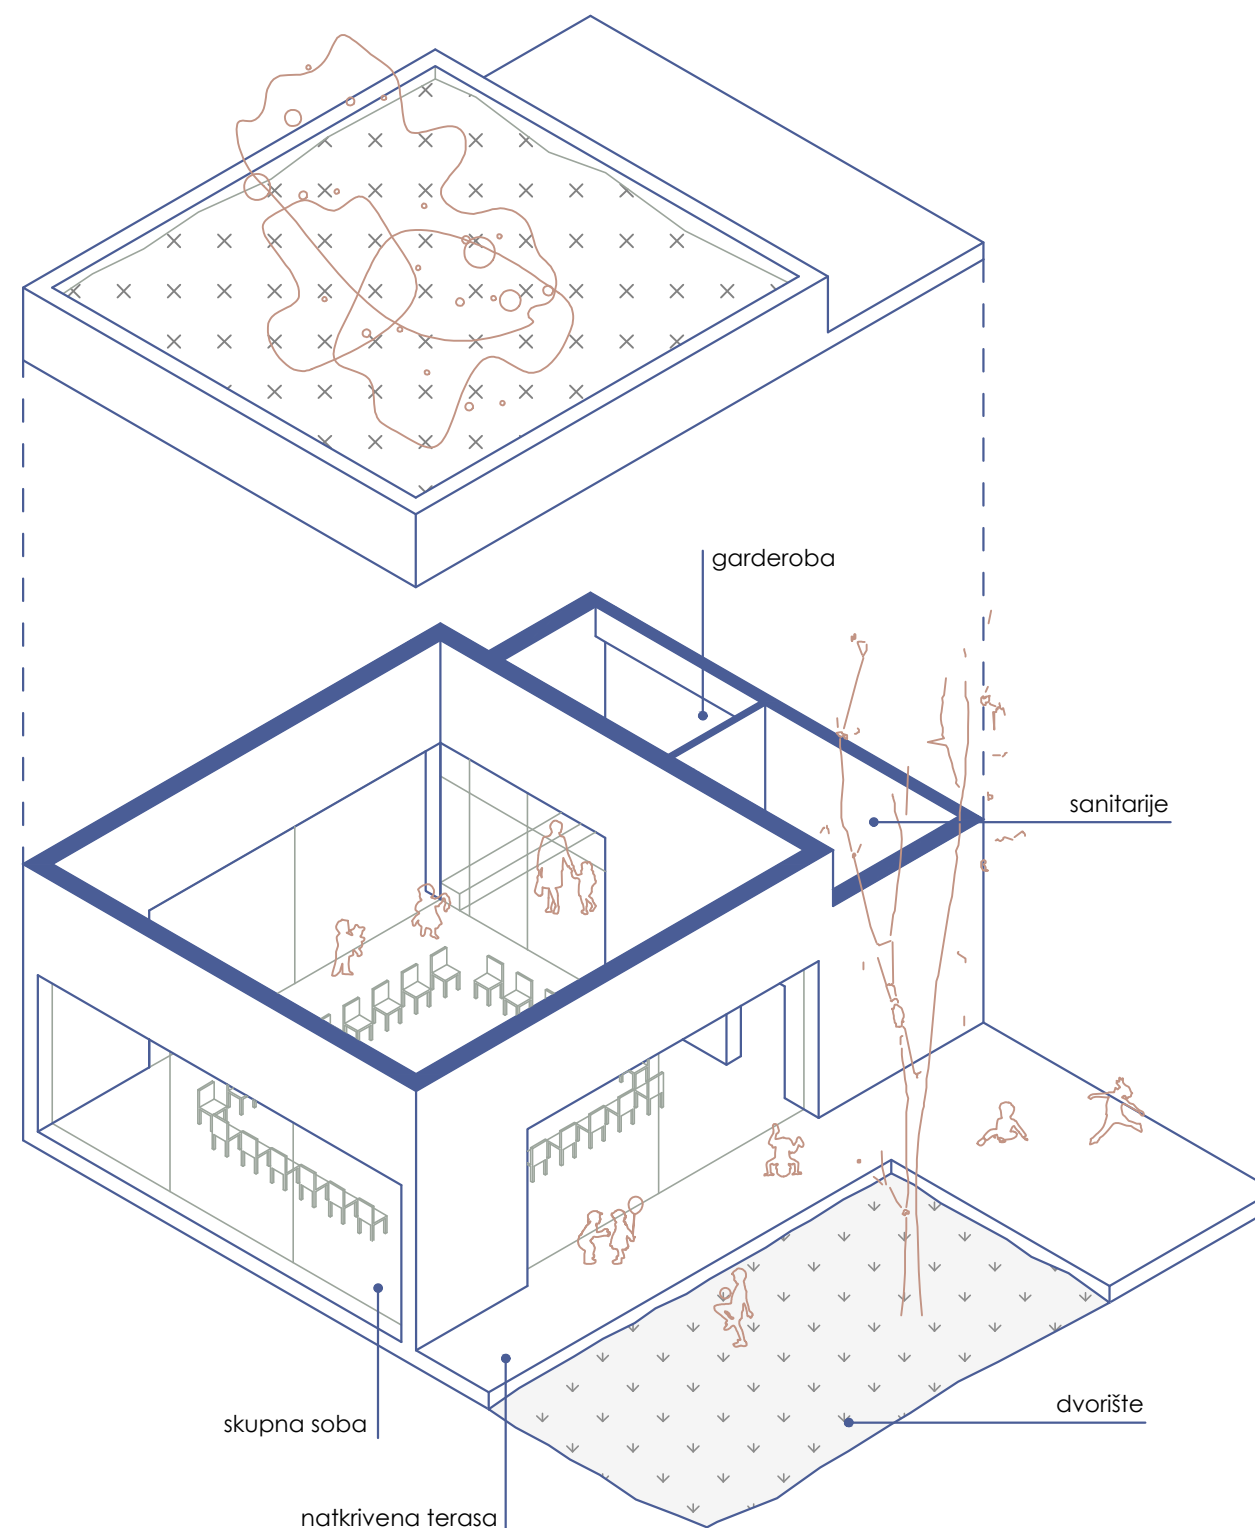 garderoba
sanitarije
dvorište
skupna soba
natkrivena terasa